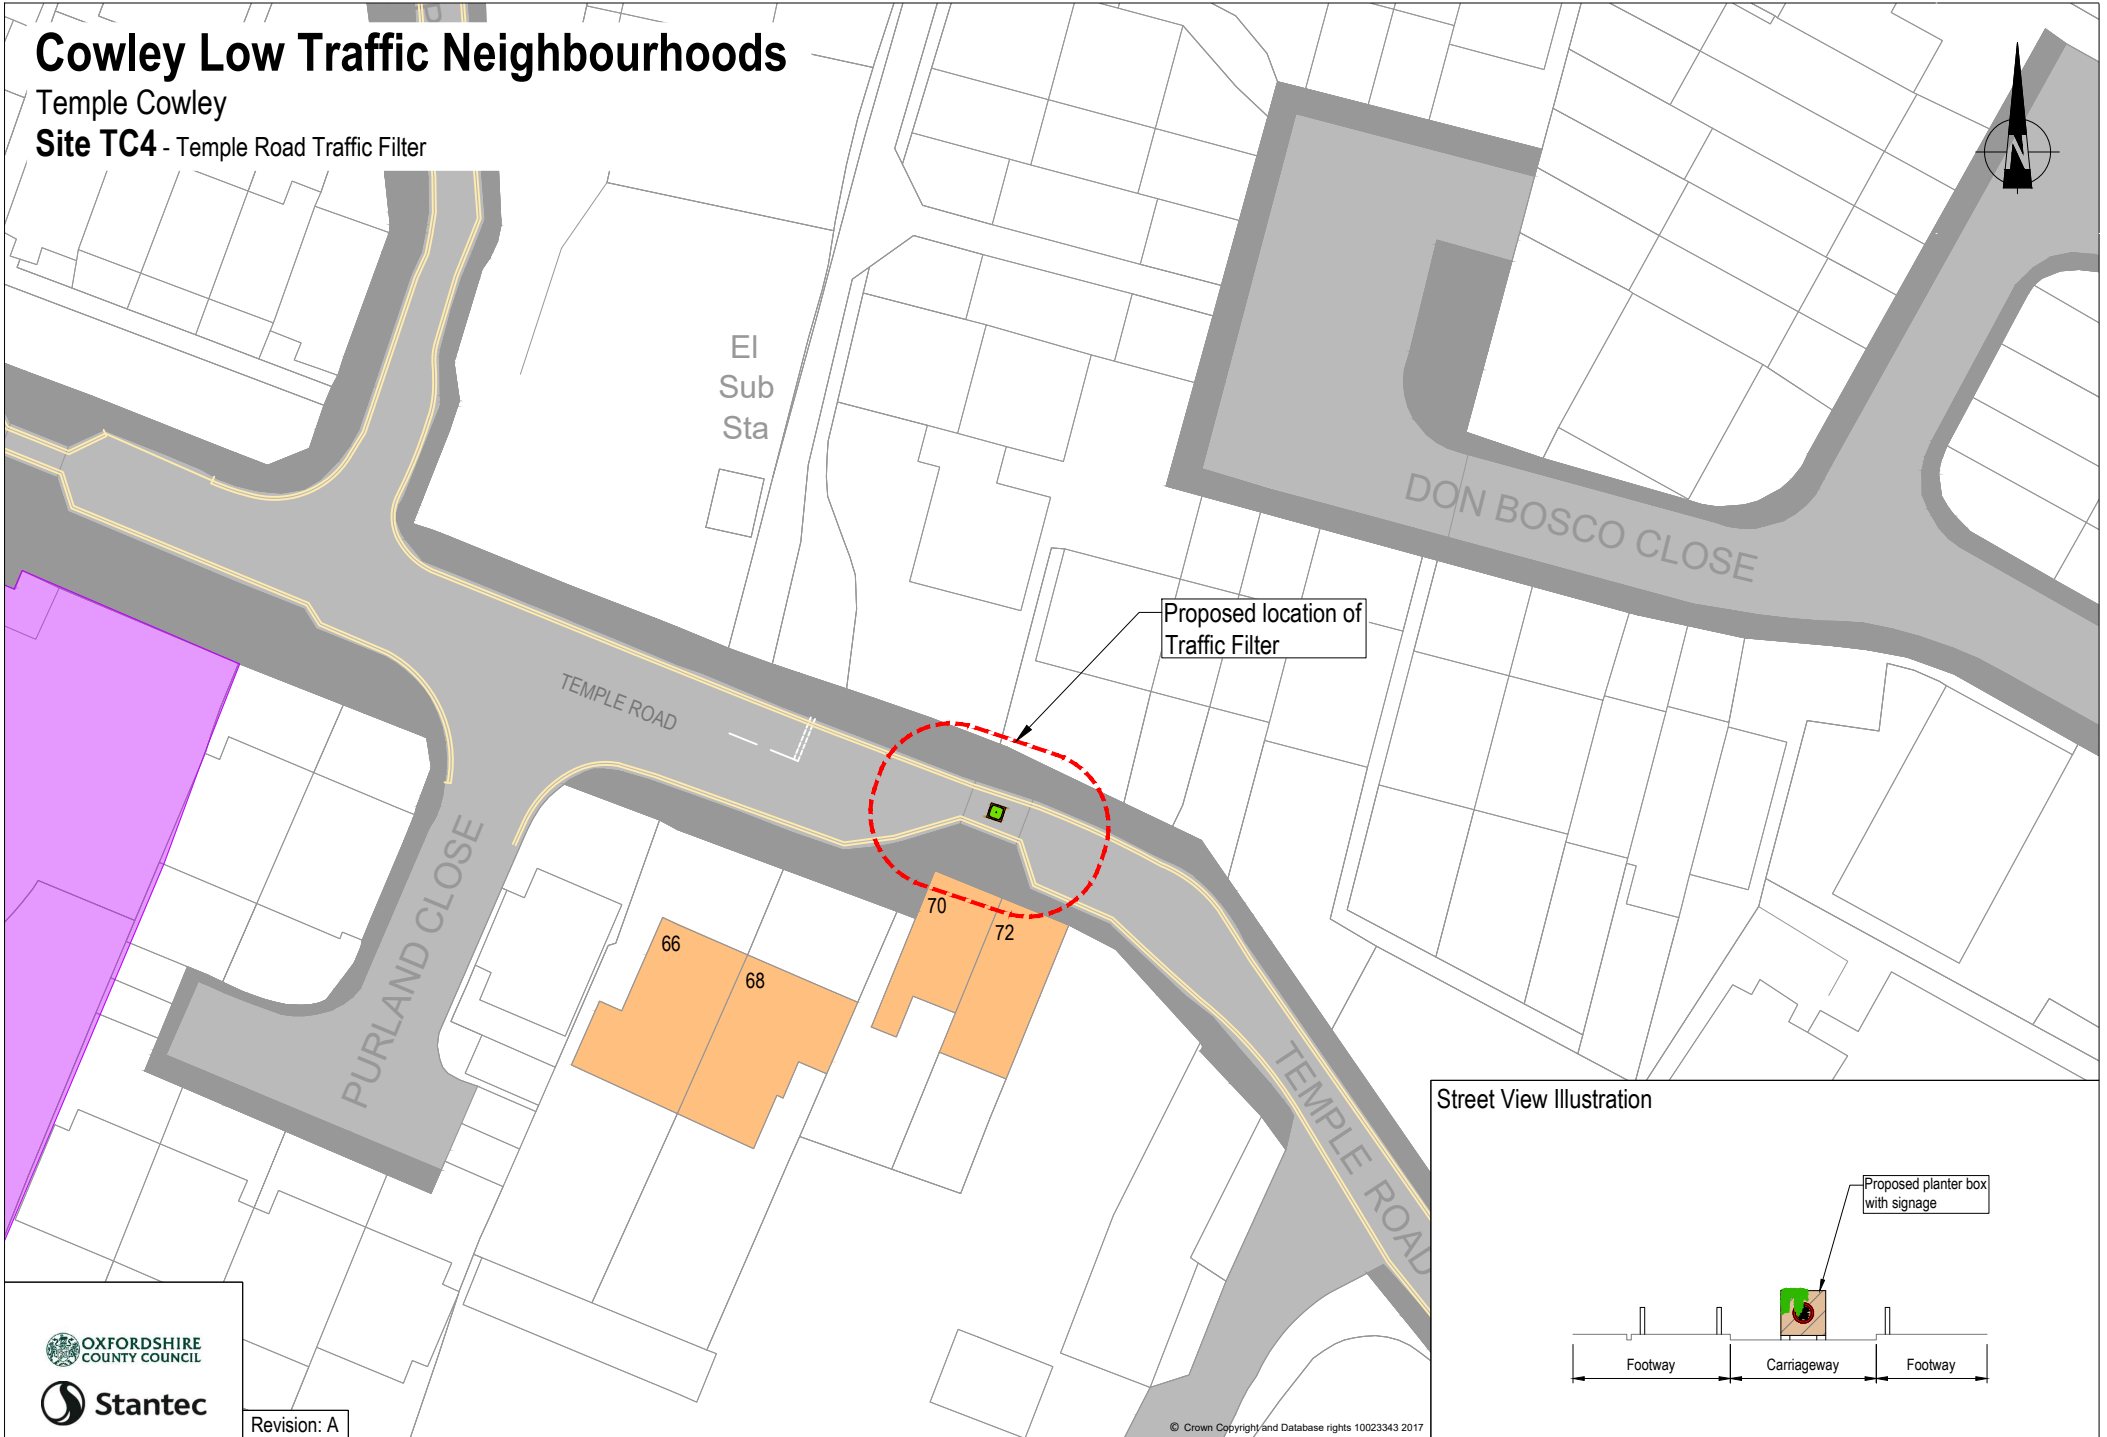 Cowley Low Traffic Neighbourhoods
Temple Cowley
Site TC4 - Temple Road Traffic Filter
N
El
Sub
Sta
DON BOSCO CLOSE
Proposed location of
Traffic Filter
TEMPLE ROAD
PURLAND CLOSE
70
72
66
68
TEMPLE ROAD
Street View Illustration
Proposed planter box
with signage
Footway
Carriageway
Footway
OXFORDSHIRE
COUNTY COUNCIL
Stantec
Revision: A
© Crown Copyright and Database rights 10023343 2017